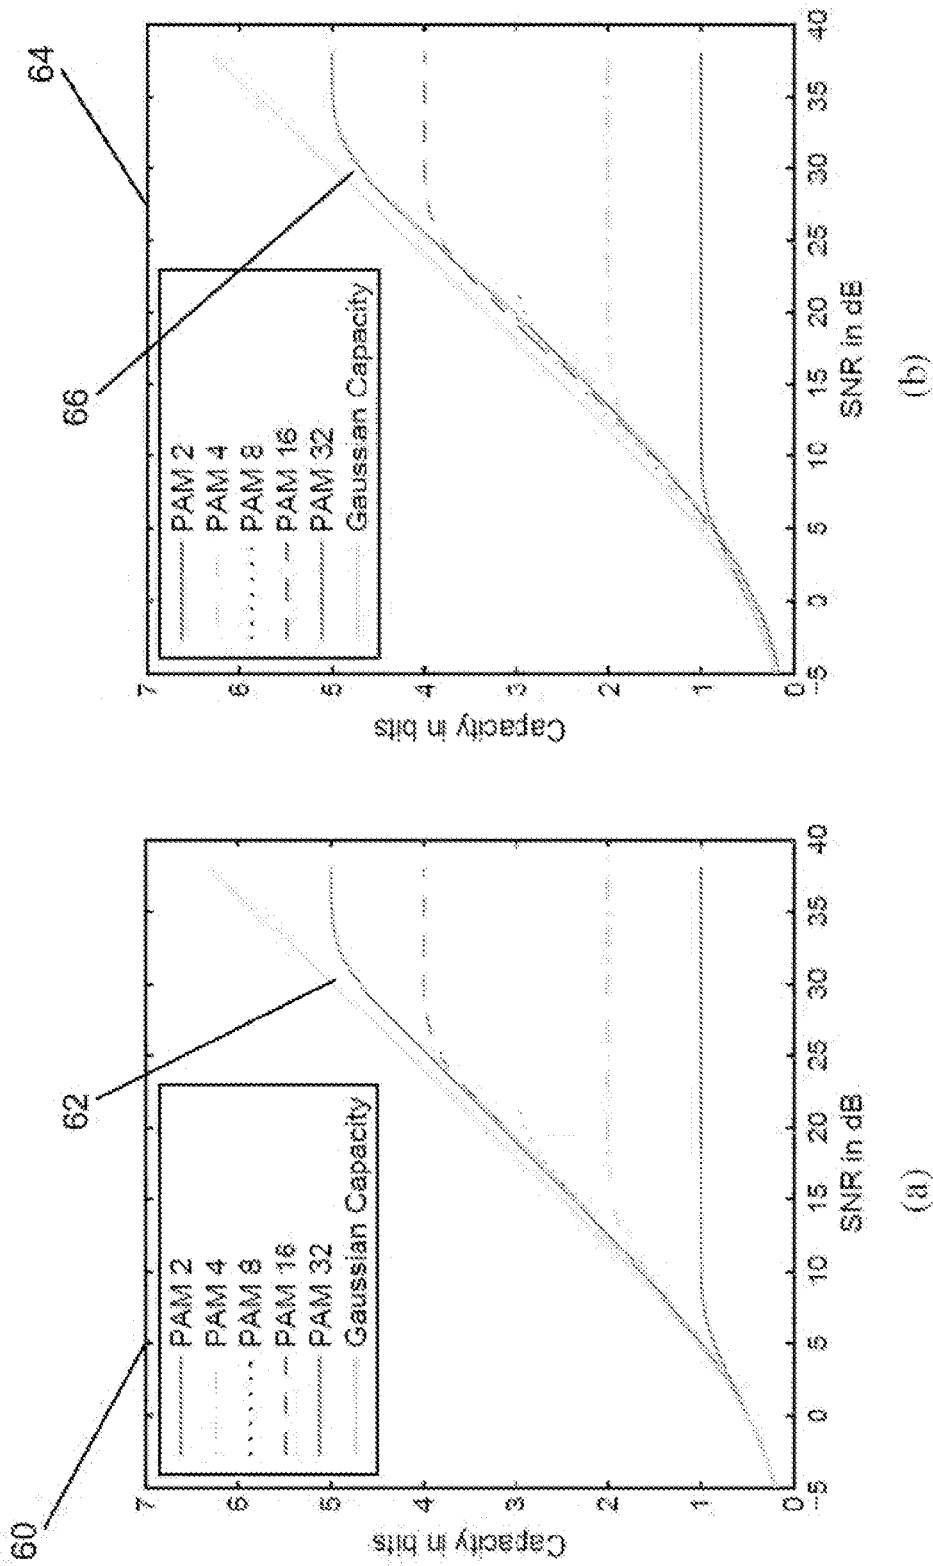 60
62
7
6
5
4
3
2
1
0
Capacity in bits
PAM 2
PAM 4
PAM 8
PAM 16
PAM 32
Gaussian Capacity
-5
0
5
10
15
20
25
30
35
40
SNR in dB
(a)
64
66
7
6
5
4
3
2
1
0
Capacity in bits
PAM 2
PAM 4
PAM 8
PAM 16
PAM 32
Gaussian Capacity
-5
0
5
10
15
20
25
30
35
40
SNR in dB
(b)